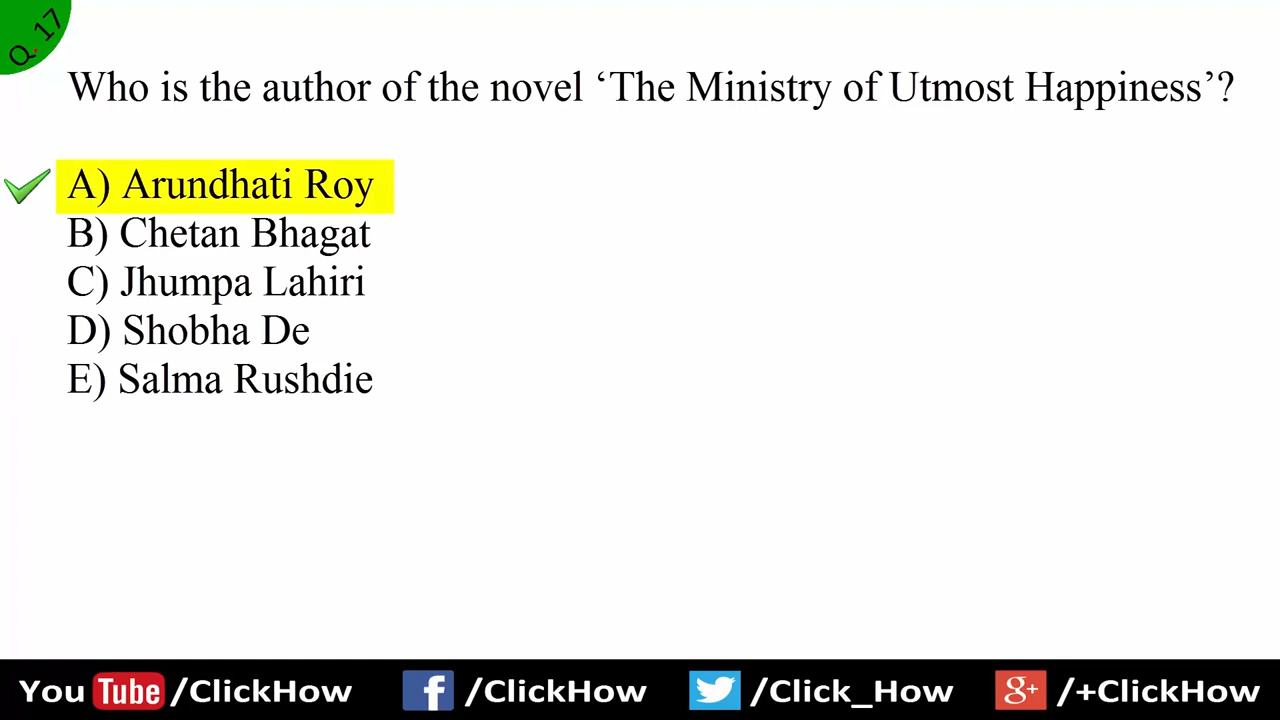 Q. 17
Who is the author of the novel ‘The Ministry of Utmost Happiness’?
A) Arundhati Roy
B) Chetan Bhagat
C) Jhumpa Lahiri
D) Shobha De
E) Salma Rushdie
You Tube /ClickHow f /ClickHow /Click_How g+ /+ClickHow